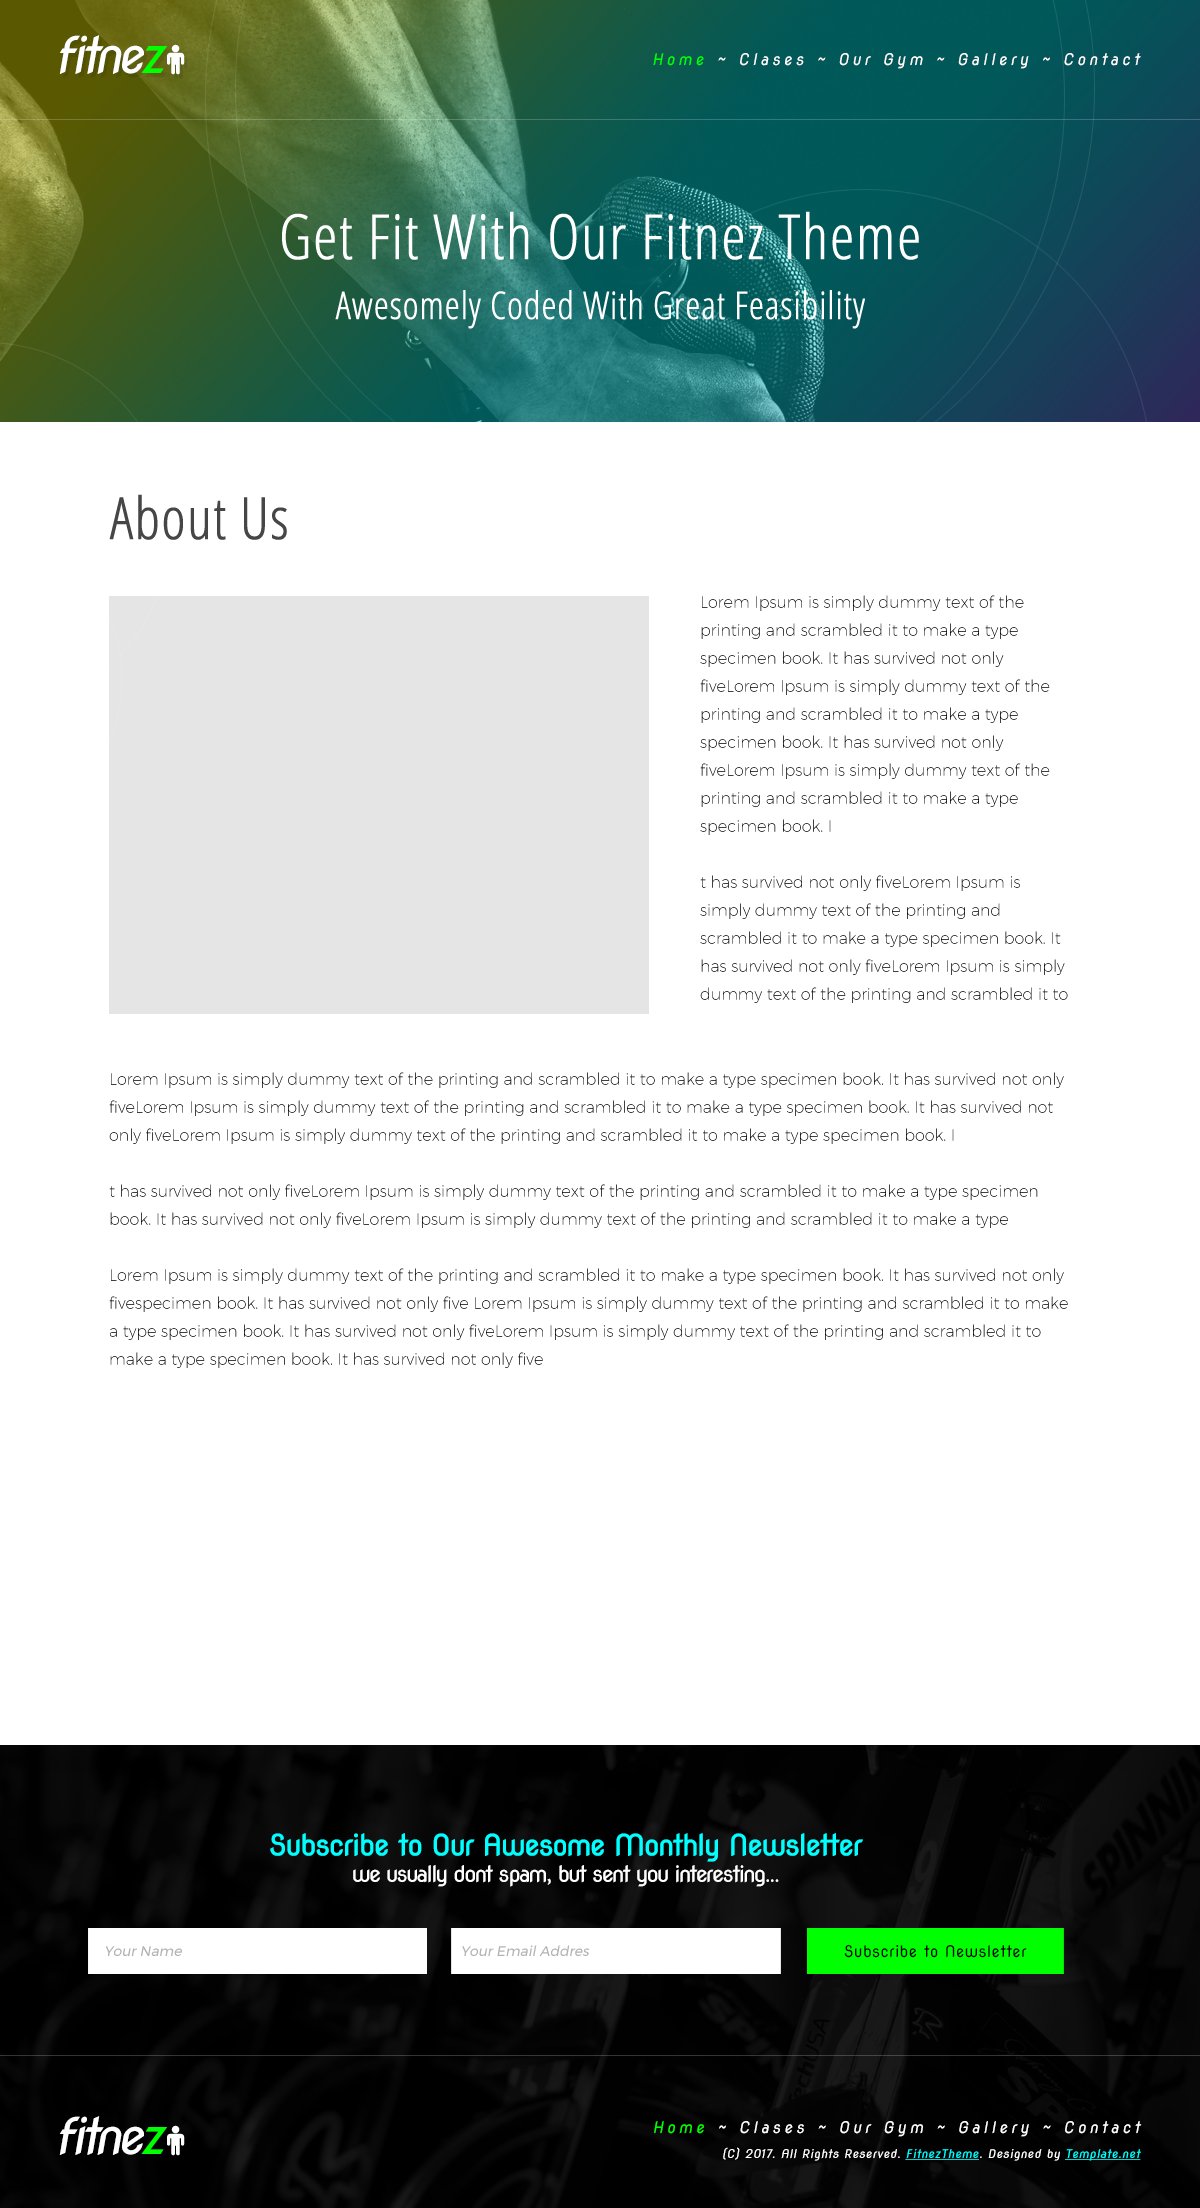 fitnez
Home ~ Clases ~ Our Gym ~ Gallery ~ Contact
Get Fit With Our Fitnez Theme
Awesomely Coded With Great Feasibility
About Us
Lorem Ipsum is simply dummy text of the
printing and scrambled it to make a type
specimen book. It has survived not only
fiveLorem Ipsum is simply dummy text of the
printing and scrambled it to make a type
specimen book. It has survived not only
fiveLorem Ipsum is simply dummy text of the
printing and scrambled it to make a type
specimen book. I
t has survived not only fiveLorem Ipsum is
simply dummy text of the printing and
scrambled it to make a type specimen book. It
has survived not only fiveLorem Ipsum is simply
dummy text of the printing and scrambled it to
Lorem Ipsum is simply dummy text of the printing and scrambled it to make a type specimen book. It has survived not only
fiveLorem Ipsum is simply dummy text of the printing and scrambled it to make a type specimen book. It has survived not
only fiveLorem Ipsum is simply dummy text of the printing and scrambled it to make a type specimen book. I
t has survived not only fiveLorem Ipsum is simply dummy text of the printing and scrambled it to make a type specimen
book. It has survived not only fiveLorem Ipsum is simply dummy text of the printing and scrambled it to make a type
Lorem Ipsum is simply dummy text of the printing and scrambled it to make a type specimen book. It has survived not only
fivespecimen book. It has survived not only five Lorem Ipsum is simply dummy text of the printing and scrambled it to make
a type specimen book. It has survived not only fiveLorem Ipsum is simply dummy text of the printing and scrambled it to
make a type specimen book. It has survived not only five
Subscribe to Our Awesome Monthly Newsletter
we usually dont spam, but sent you interesting...
Your Name
Your Email Addres
Subscribe to Newsletter
fitnez
Home ~ Clases ~ Our Gym ~ Gallery ~ Contact
(C) 2017. All Rights Reserved. FitnezTheme. Designed by Template.net